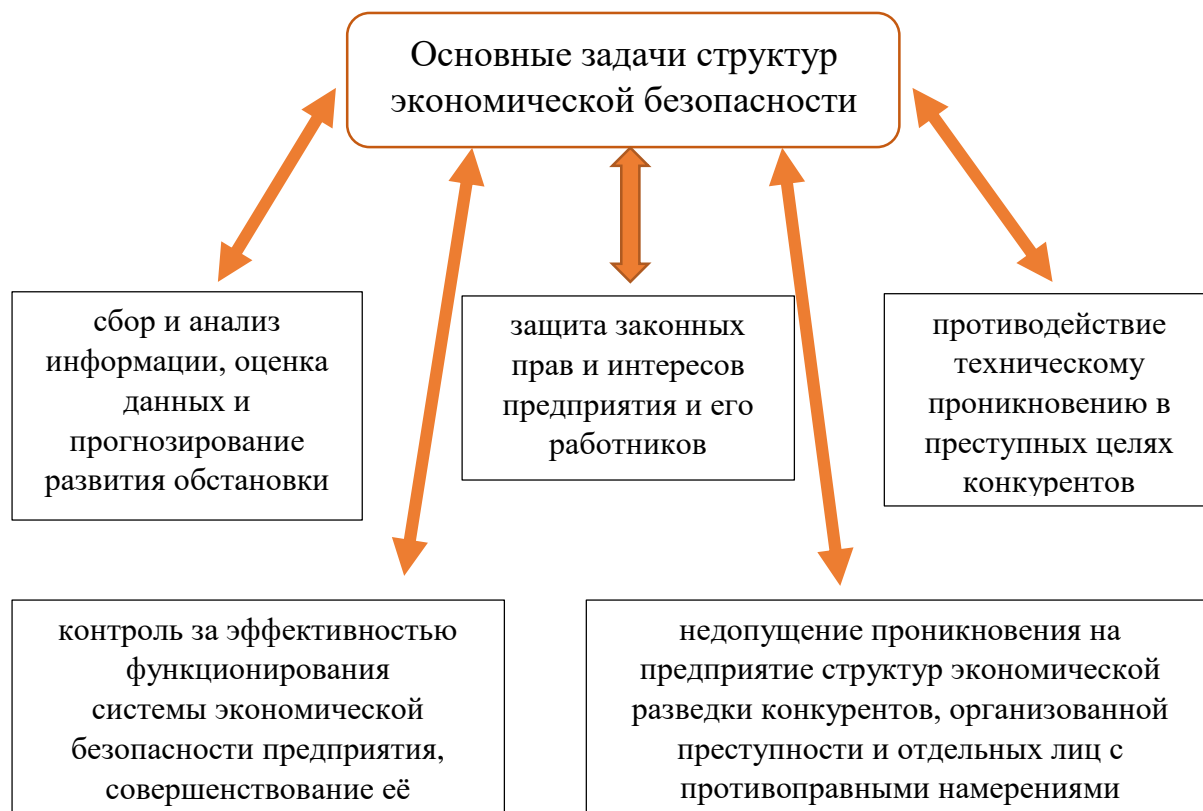 Основные задачи структур
экономической безопасности
сбор и анализ
информации, оценка
данных и
прогнозирование
развития обстановки
защита законных
прав и интересов
предприятия и его
работников
противодействие
техническому
проникновению в
преступных целях
конкурентов
контроль за эффективностью
функционирования
системы экономической
безопасности предприятия,
совершенствование её
недопущение проникновения на
предприятие структур экономической
разведки конкурентов, организованной
преступности и отдельных лиц с
противоправными намерениями